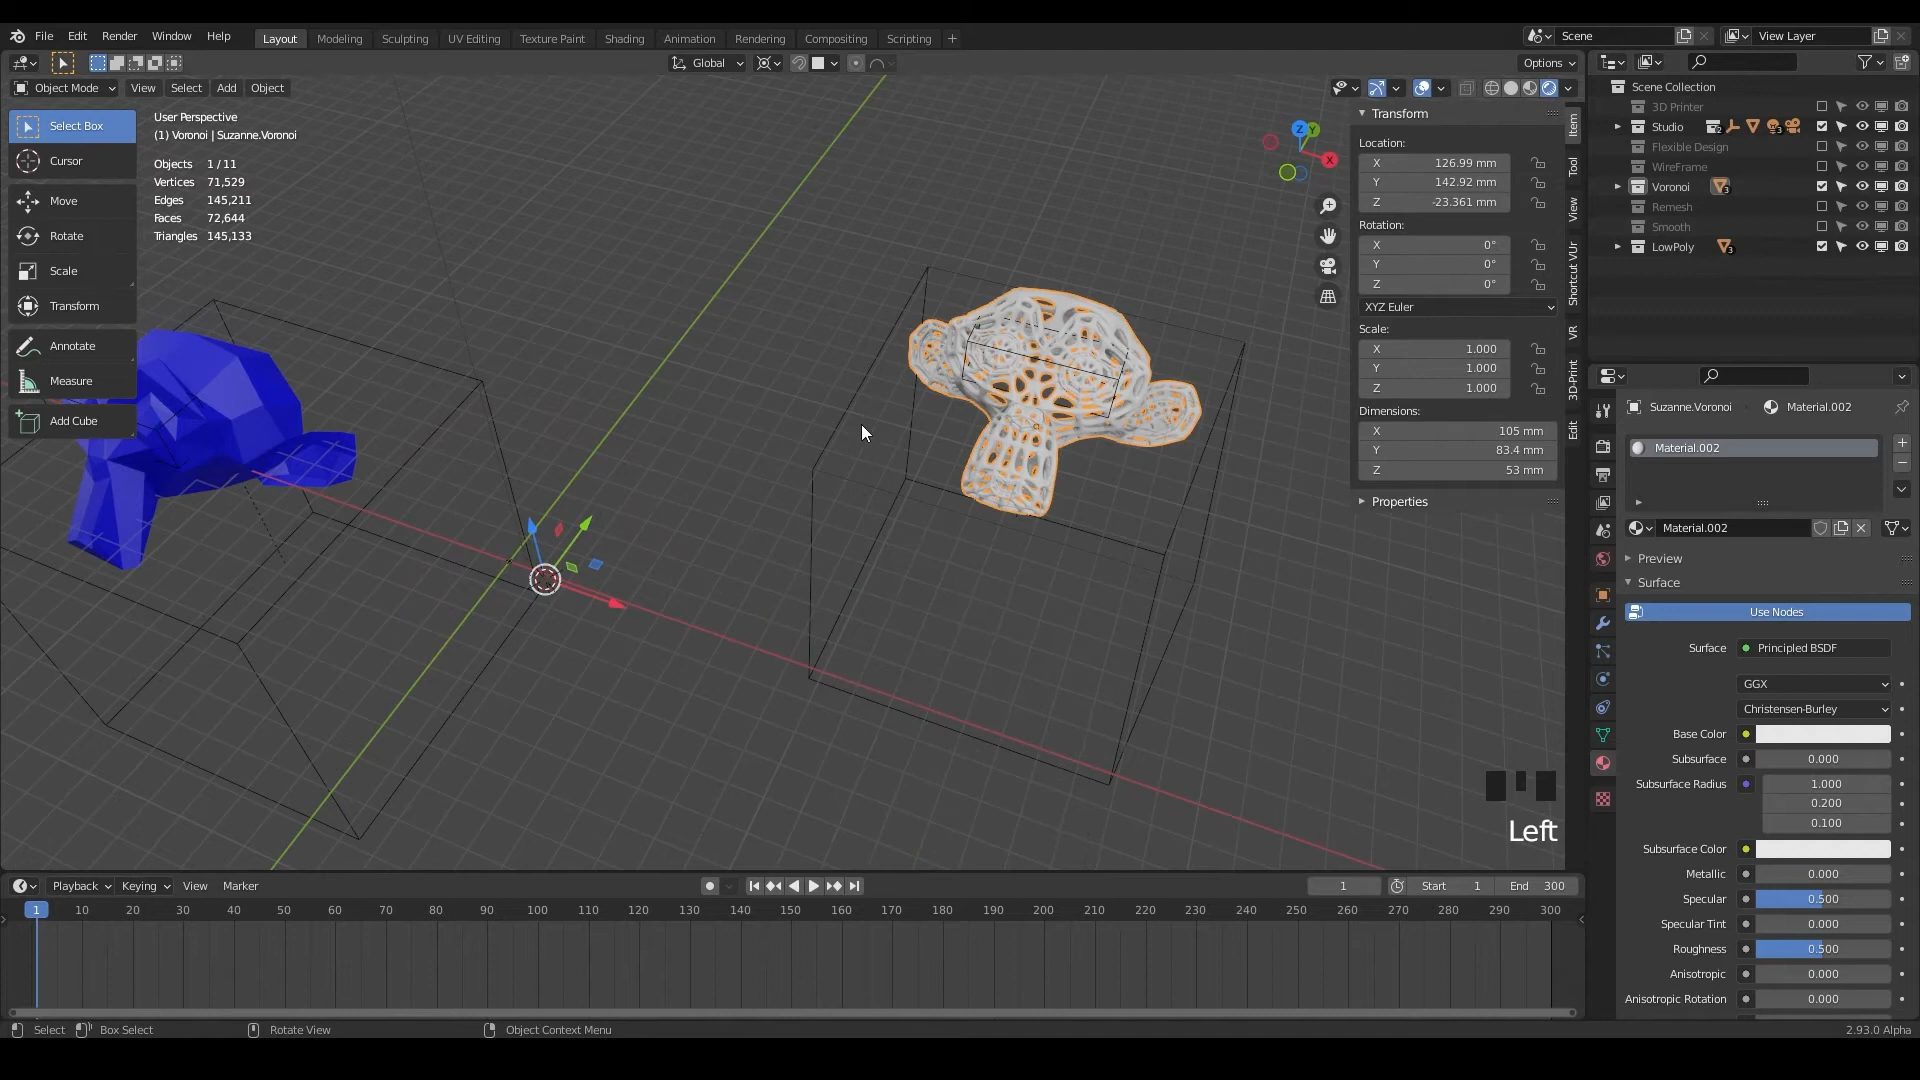 File Edit Render Window Help Layout Modeling Sculpting UV Editing Texture Paint Shading Animation Rendering Compositing Scripting + Scene View Layer
Global Options
Object Mode View Select Add Object
Select Box
Cursor
Move
Rotate
Scale
Transform
Annotate
Measure
Add Cube
User Perspective
(1) Voronoi | Suzanne.Voronoi
Objects 1 / 11
Vertices 71,529
Edges 145,211
Faces 72,644
Triangles 145,133
Z Y X
Transform
Location:
X 126.99 mm
Y 142.92 mm
Z -23.361 mm
Rotation:
X 0°
Y 0°
Z 0°
XYZ Euler
Scale:
X 1.000
Y 1.000
Z 1.000
Dimensions:
X 105 mm
Y 83.4 mm
Z 53 mm
Properties
Item
Tool
View
Shortcut VUr
VR
3D-Print
Edit
Left
Scene Collection
3D Printer
Studio 2 3
Flexible Design
WireFrame
Voronoi 3
Remesh
Smooth
LowPoly 3
Suzanne.Voronoi Material.002
Material.002
Material.002
Preview
Surface
Use Nodes
Surface Principled BSDF
GGX
Christensen-Burley
Base Color
Subsurface 0.000
Subsurface Radius 1.000
0.200
0.100
Subsurface Color
Metallic 0.000
Specular 0.500
Specular Tint 0.000
Roughness 0.500
Anisotropic 0.000
Anisotropic Rotation 0.000
Playback Keying View Marker 1 Start 1 End 300
1 10 20 30 40 50 60 70 80 90 100 110 120 130 140 150 160 170 180 190 200 210 220 230 240 250 260 270 280 290 300
Select Box Select Rotate View Object Context Menu 2.93.0 Alpha